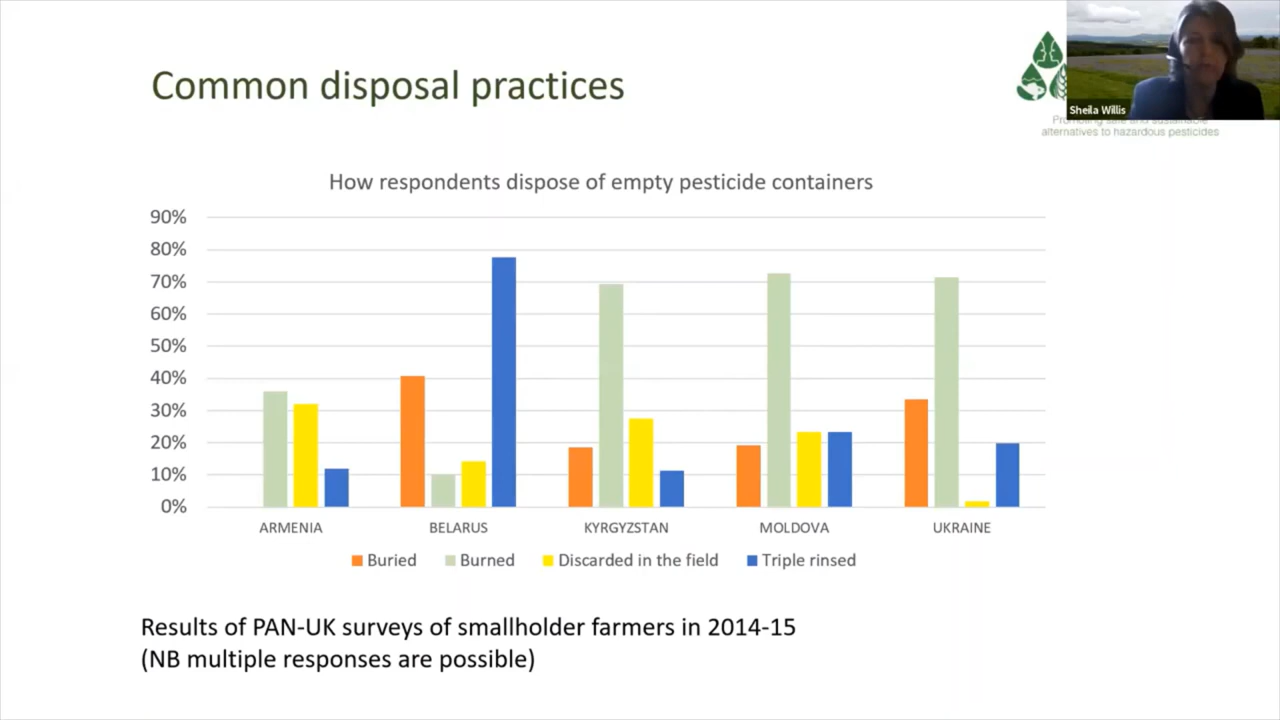 Common disposal practices
Sheila Willis
Promoting safe and sustainable
alternatives to hazardous pesticides
How respondents dispose of empty pesticide containers
90%
80%
70%
60%
50%
40%
30%
20%
10%
0%
ARMENIA BELARUS KYRGYZSTAN MOLDOVA UKRAINE
Buried Burned Discarded in the field Triple rinsed
Results of PAN-UK surveys of smallholder farmers in 2014-15
(NB multiple responses are possible)